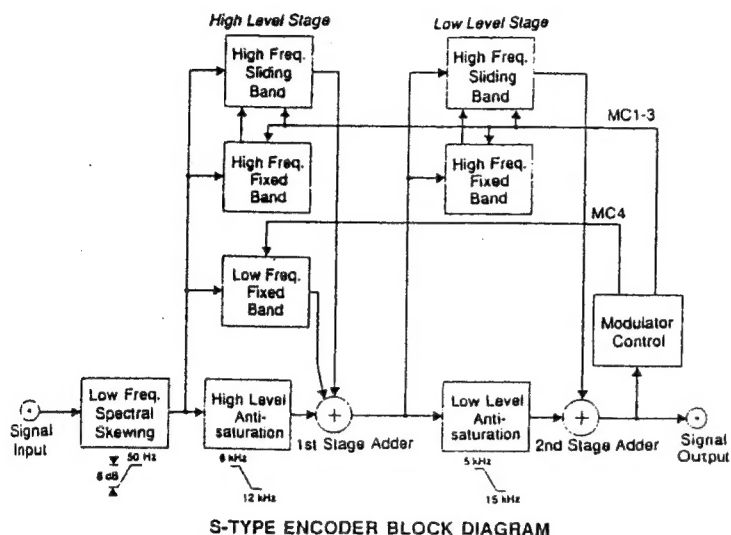 High Level Stage
High Freq.
Sliding
Band
High Freq.
Fixed
Band
Low Freq.
Fixed
Band
Low Level Stage
High Freq.
Sliding
Band
High Freq.
Fixed
Band
MC1-3
MC4
Modulator
Control
Signal
Input
Low Freq.
Spectral
Skewing
High Level
Anti-
saturation
+
1st Stage Adder
Low Level
Anti-
saturation
+
2nd Stage Adder
Signal
Output
8 dB
50 Hz
6 kHz
12 kHz
5 kHz
15 kHz
S-TYPE ENCODER BLOCK DIAGRAM